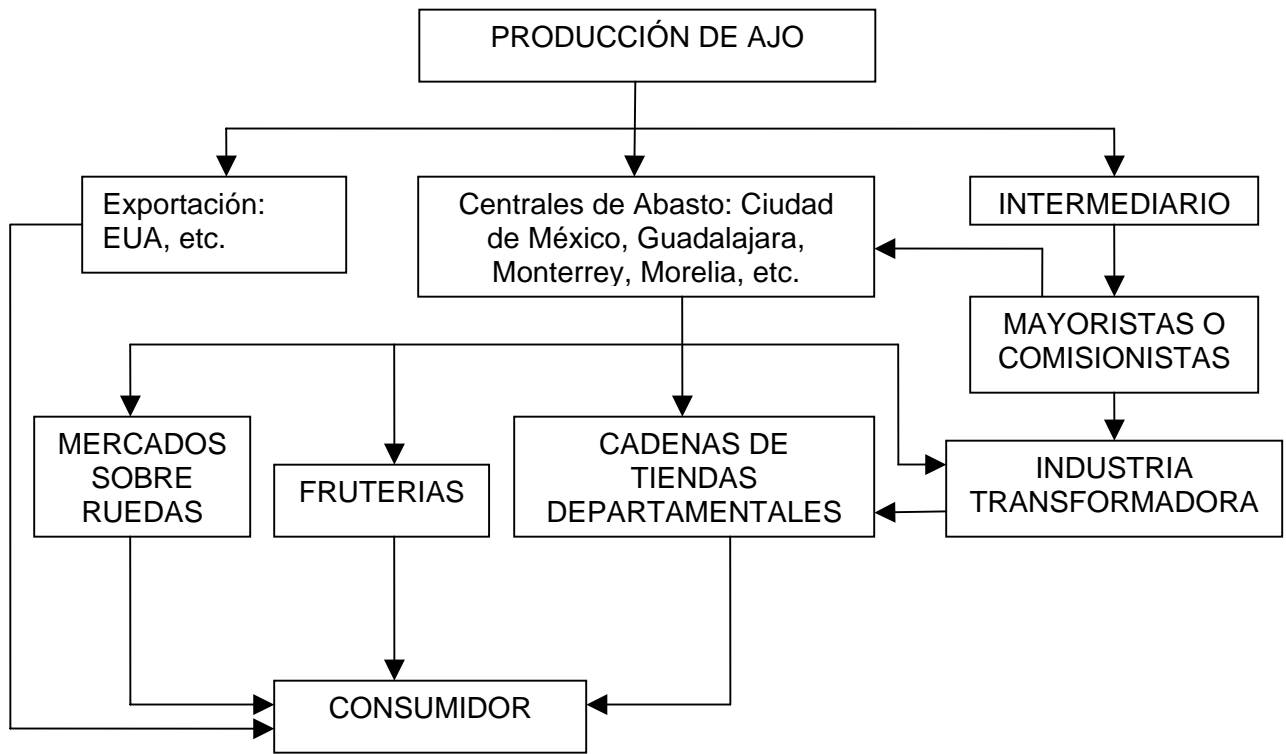 PRODUCCIÓN DE AJO
Exportación:
EUA, etc.
Centrales de Abasto: Ciudad
de México, Guadalajara,
Monterrey, Morelia, etc.
INTERMEDIARIO
MAYORISTAS O
COMISIONISTAS
MERCADOS
SOBRE
RUEDAS
FRUTERIAS
CADENAS DE
TIENDAS
DEPARTAMENTALES
INDUSTRIA
TRANSFORMADORA
CONSUMIDOR